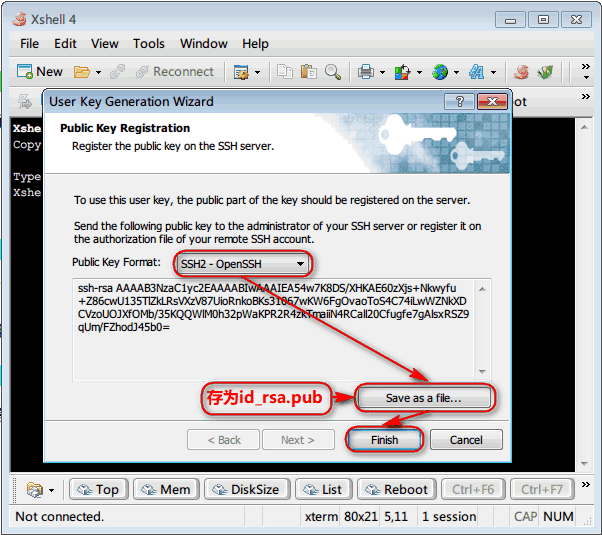 Xshell 4
File Edit View Tools Window Help
New Reconnect
User Key Generation Wizard
ot
Public Key Registration
Register the public key on the SSH server.
Xshe
Copy
Type
Xshe
To use this user key, the public part of the key should be registered on the server.
Send the following public key to the administrator of your SSH server or register it on
the authorization file of your remote SSH account.
Public Key Format: SSH2 - OpenSSH
ssh-rsa AAAAB3NzaC1yc2EAAAABIwAAAIEA54w7K8DS/XHKAE60zXjs+Nkwyfu
+Z86cwU135TlZkLRsVXzV87UioRnkoBKs31067wKW6FgOvaoToS4C74iLwWZNkXD
CVzoUOJXfOMb/35KQQWlM0h32pWaKPR2R4zkTmaiiN4RCall20Cfugfe7gAlsxRSZ9
qUm/FZhodJ45b0=
存为id_rsa.pub
Save as a file...
< Back Next > Finish Cancel
Top Mem DiskSize List Reboot Ctrl+F6 Ctrl+F7
Not connected. xterm 80x21 5,11 1 session CAP NUM